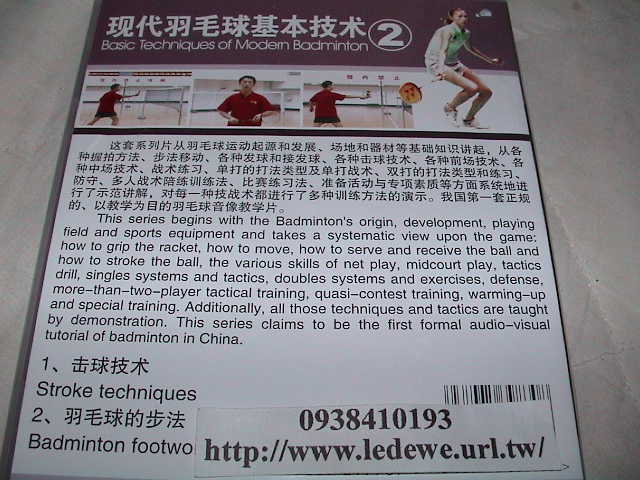 现代羽毛球基本技术 2
Basic Techniques of Modern Badminton
这套系列片从羽毛球运动起源和发展、场地和器材等基础知识讲起，从各
种握拍方法、步法移动、各种发球和接发球、各种击球技术、各种前场技术、各
种中场技术、战术练习、单打的打法类型及单打战术、双打的打法类型和练习、
防守、多人战术陪练训练法、比赛练习法、准备活动与专项素质等方面系统地进
行了示范讲解，对每一种技战术都进行了多种训练方法的演示。我国第一套正规
的、以教学为目的羽毛球音像教学片。
This series begins with the Badminton's origin, development, playing
field and sports equipment and takes a systematic view upon the game:
how to grip the racket, how to move, how to serve and receive the ball and
how to stroke the ball, the various skills of net play, midcourt play, tactics
drill, singles systems and tactics, doubles systems and exercises, defense,
more-than-two-player tactical training, quasi-contest training, warming-up
and special training. Additionally, all those techniques and tactics are taught
by demonstration. This series claims to be the first formal audio-visual
tutorial of badminton in China.
1、击球技术
Stroke techniques
2、羽毛球的步法
Badminton footwo
0938410193
http://www.ledewe.url.tw/